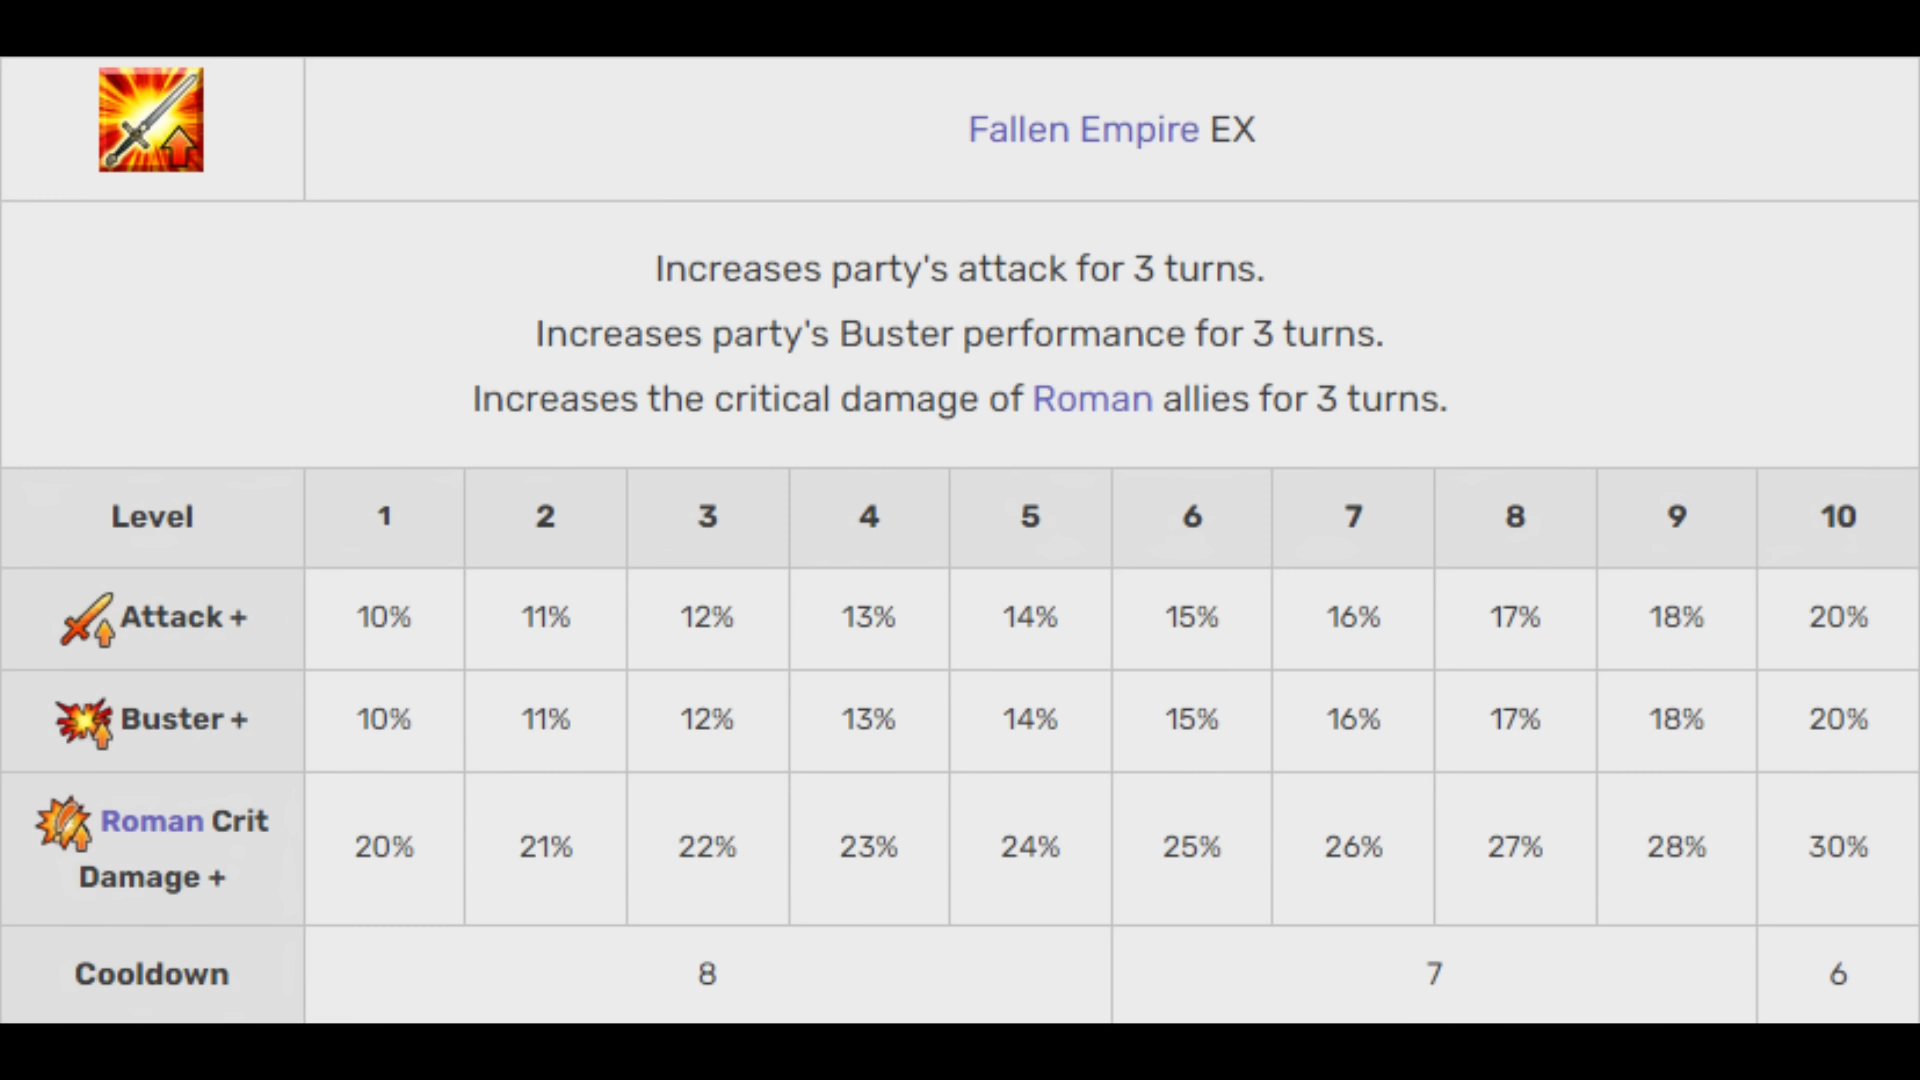 Fallen Empire EX
Increases party's attack for 3 turns.
Increases party's Buster performance for 3 turns.
Increases the critical damage of Roman allies for 3 turns.
Level 1 2 3 4 5 6 7 8 9 10
Attack + 10% 11% 12% 13% 14% 15% 16% 17% 18% 20%
Buster + 10% 11% 12% 13% 14% 15% 16% 17% 18% 20%
Roman Crit
Damage + 20% 21% 22% 23% 24% 25% 26% 27% 28% 30%
Cooldown 8 7 6